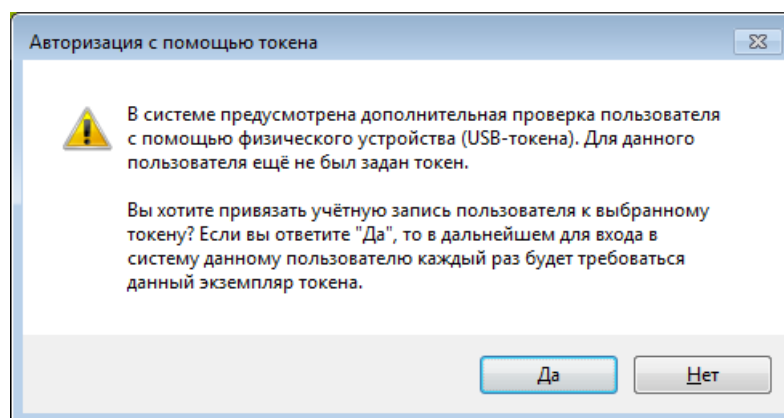 Авторизация с помощью токена
В системе предусмотрена дополнительная проверка пользователя
с помощью физического устройства (USB-токена). Для данного
пользователя ещё не был задан токен.
Вы хотите привязать учётную запись пользователя к выбранному
токену? Если вы ответите "Да", то в дальнейшем для входа в
систему данному пользователю каждый раз будет требоваться
данный экземпляр токена.
Да
Нет